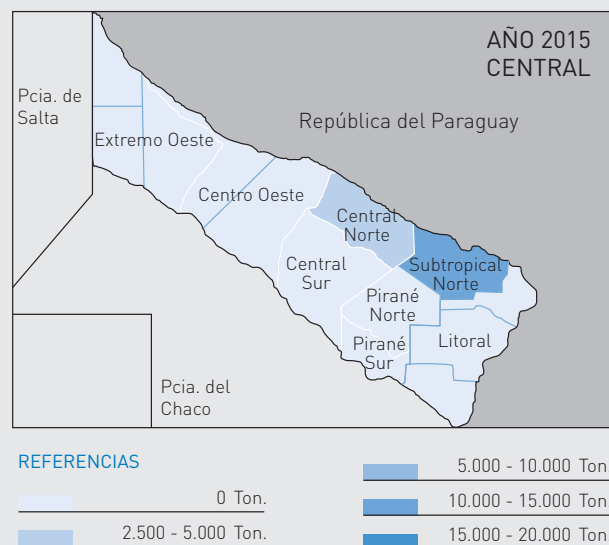 AÑO 2015
CENTRAL
Pcia. de
Salta
República del Paraguay
Extremo Oeste
Centro Oeste
Central
Norte
Subtropical
Norte
Central
Sur
Pirané
Norte
Litoral
Pirané
Sur
Pcia. del
Chaco
REFERENCIAS
0 Ton.
2.500 - 5.000 Ton.
5.000 - 10.000 Ton.
10.000 - 15.000 Ton.
15.000 - 20.000 Ton.